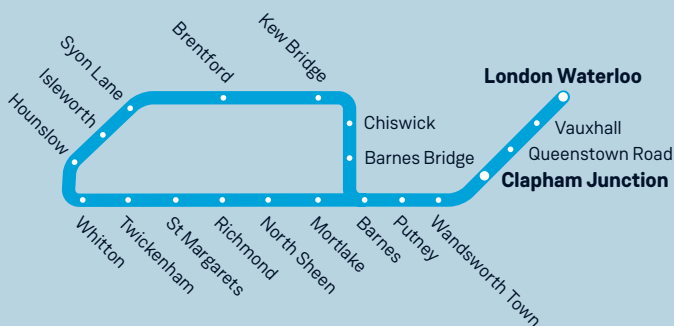 Kew Bridge
Brentford
Syon Lane
Isleworth
Hounslow
London Waterloo
Vauxhall
Queenstown Road
Clapham Junction
Chiswick
Barnes Bridge
Whitton
Twickenham
St Margarets
Richmond
North Sheen
Mortlake
Barnes
Putney
Wandsworth Town